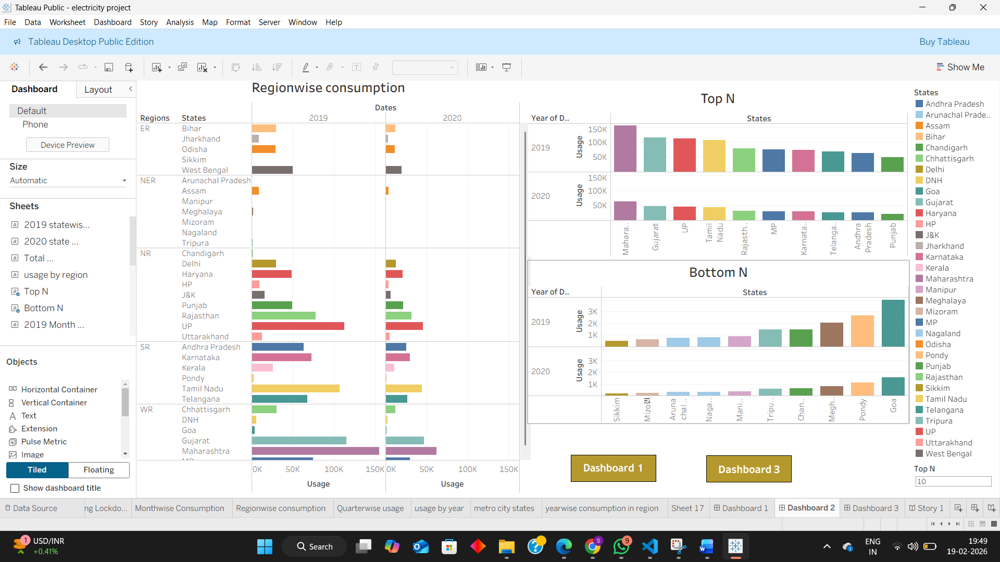 Tableau Public - electricity project
File Data Worksheet Dashboard Story Analysis Map Format Server Window Help
Tableau Desktop Public Edition
Buy Tableau
Show Me
Dashboard
Layout
Default
Phone
Device Preview
Size
Automatic
Sheets
2019 statewis...
2020 state ...
Total ...
usage by region
Top N
Bottom N
2019 Month ...
Objects
Horizontal Container
Vertical Container
Text
Extension
Pulse Metric
Image
Tiled
Floating
Show dashboard title
Regionwise consumption
Dates
Regions States 2019 2020
ER Bihar
Jharkhand
Odisha
Sikkim
West Bengal
NER Arunachal Pradesh
Assam
Manipur
Meghalaya
Mizoram
Nagaland
Tripura
NR Chandigarh
Delhi
Haryana
HP
J&K
Punjab
Rajasthan
UP
Uttarakhand
SR Andhra Pradesh
Karnataka
Kerala
Pondy
Tamil Nadu
Telangana
WR Chhattisgarh
DNH
Goa
Gujarat
Maharashtra
0K 50K 100K 150K 0K 50K 100K 150K
Usage Usage
Top N
Year of D.. States
2019
Usage
150K
100K
50K
2020
Usage
150K
100K
50K
Mahara..
Gujarat
UP
Tamil
Nadu
Rajasth..
MP
Karnata..
Telanga..
Andhra
Pradesh
Punjab
Bottom N
Year of D.. States
2019
Usage
3K
2K
1K
2020
Usage
3K
2K
1K
Sikkim
Aruna
chal ..
Naga..
Mani..
Tripu..
Chan..
Megh..
Pondy
Goa
Dashboard 1
Dashboard 3
States
Andhra Pradesh
Arunachal Prade..
Assam
Bihar
Chandigarh
Chhattisgarh
Delhi
DNH
Goa
Gujarat
Haryana
HP
J&K
Jharkhand
Karnataka
Kerala
Maharashtra
Manipur
Meghalaya
Mizoram
MP
Nagaland
Odisha
Pondy
Punjab
Rajasthan
Sikkim
Tamil Nadu
Telangana
Tripura
UP
Uttarakhand
West Bengal
Top N
10
Data Source
ng Lockdo...
Monthwise Consumption
Regionwise consumption
Quarterwise usage
usage by year
metro city states
yearwise consumption in region
Sheet 17
Dashboard 1
Dashboard 2
Dashboard 3
Story 1
1
USD/INR
+0.41%
Search
S
9
ENG
IN
19:49
19-02-2026